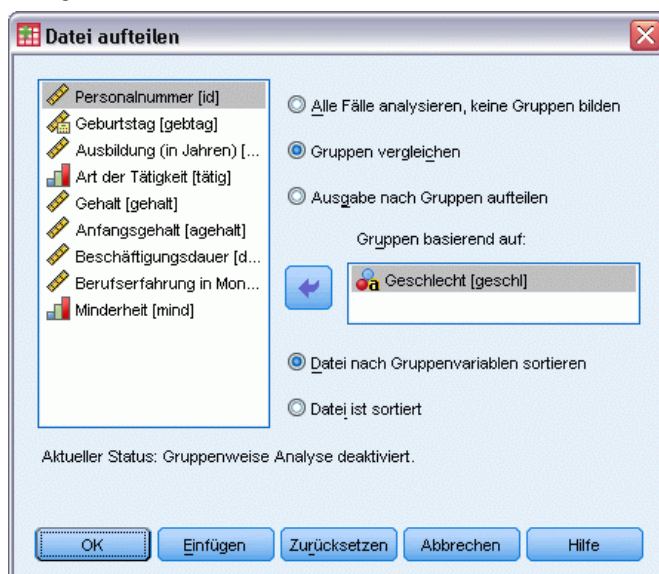 Datei aufteilen
Personalnummer [id]
Geburtstag [gebtag]
Ausbildung (in Jahren) [...
Art der Tätigkeit [tätig]
Gehalt [gehalt]
Anfangsgehalt [agehalt]
Beschäftigungsdauer [d...
Berufserfahrung in Mon...
Minderheit [mind]
Alle Fälle analysieren, keine Gruppen bilden
Gruppen vergleichen
Ausgabe nach Gruppen aufteilen
Gruppen basierend auf:
a Geschlecht [geschl]
Datei nach Gruppenvariablen sortieren
Datei ist sortiert
Aktueller Status: Gruppenweise Analyse deaktiviert.
OK Einfügen Zurücksetzen Abbrechen Hilfe